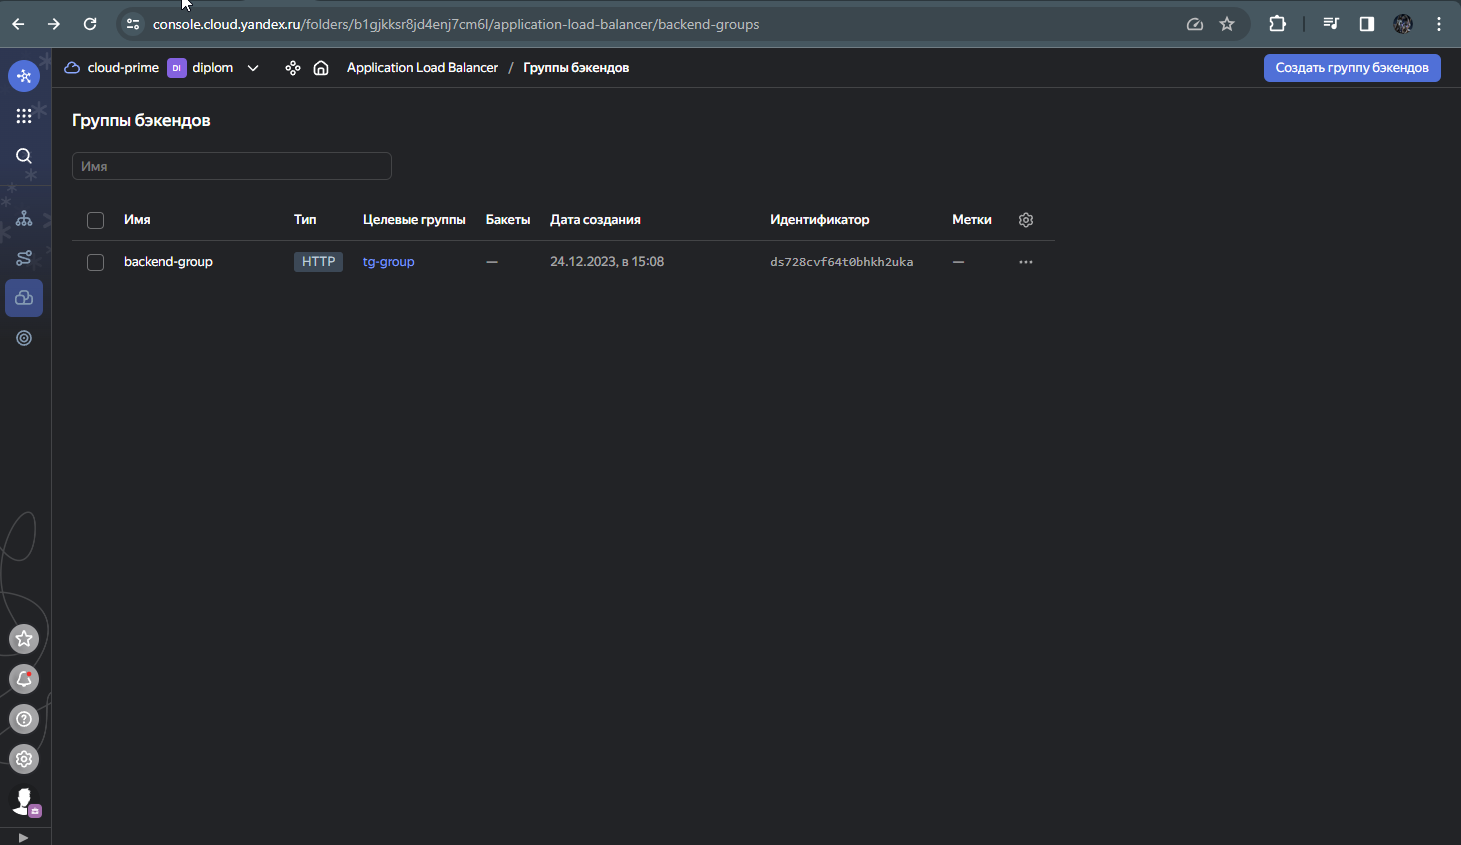 console.cloud.yandex.ru/folders/b1gjkksr8jd4enj7cm6l/application-load-balancer/backend-groups
cloud-prime DI diplom Application Load Balancer / Группы бэкендов Создать группу бэкендов
Группы бэкендов
Имя
Имя Тип Целевые группы Бакеты Дата создания Идентификатор Метки
backend-group HTTP tg-group — 24.12.2023, в 15:08 ds728cvf64t0bhkh2uka —